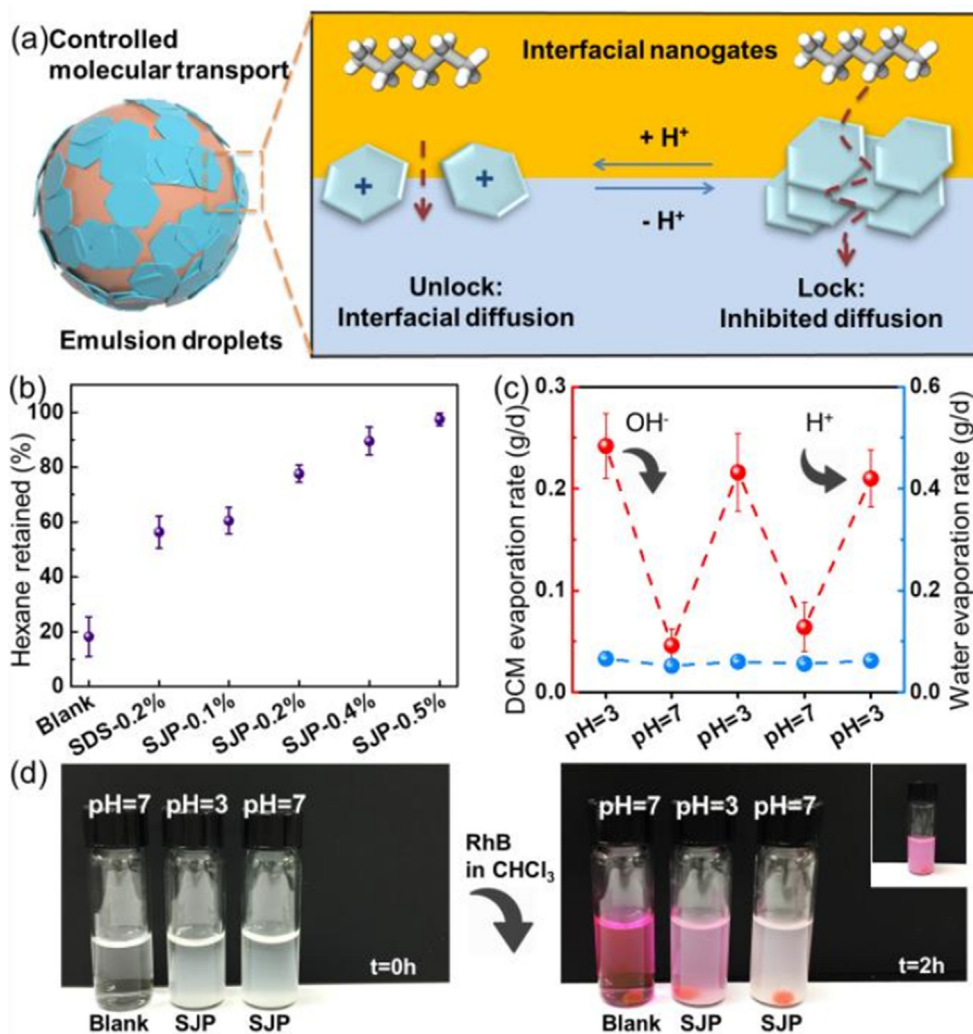 (a) Controlled
molecular transport
Emulsion droplets
Interfacial nanogates
+ H⁺
- H⁺
+
+
Unlock:
Interfacial diffusion
Lock:
Inhibited diffusion
(b)
Hexane retained (%)
100
80
60
40
20
0
Blank
SDS-0.2%
SJP-0.1%
SJP-0.2%
SJP-0.4%
SJP-0.5%
(c)
DCM evaporation rate (g/d)
0.3
0.2
0.1
0.0
OH⁻
H⁺
0.6
0.4
0.2
0.0
Water evaporation rate (g/d)
pH=3
pH=7
pH=3
pH=7
pH=3
(d)
pH=7 pH=3 pH=7
t=0h
Blank SJP SJP
RhB
in CHCl₃
pH=7 pH=3 pH=7
t=2h
Blank SJP SJP